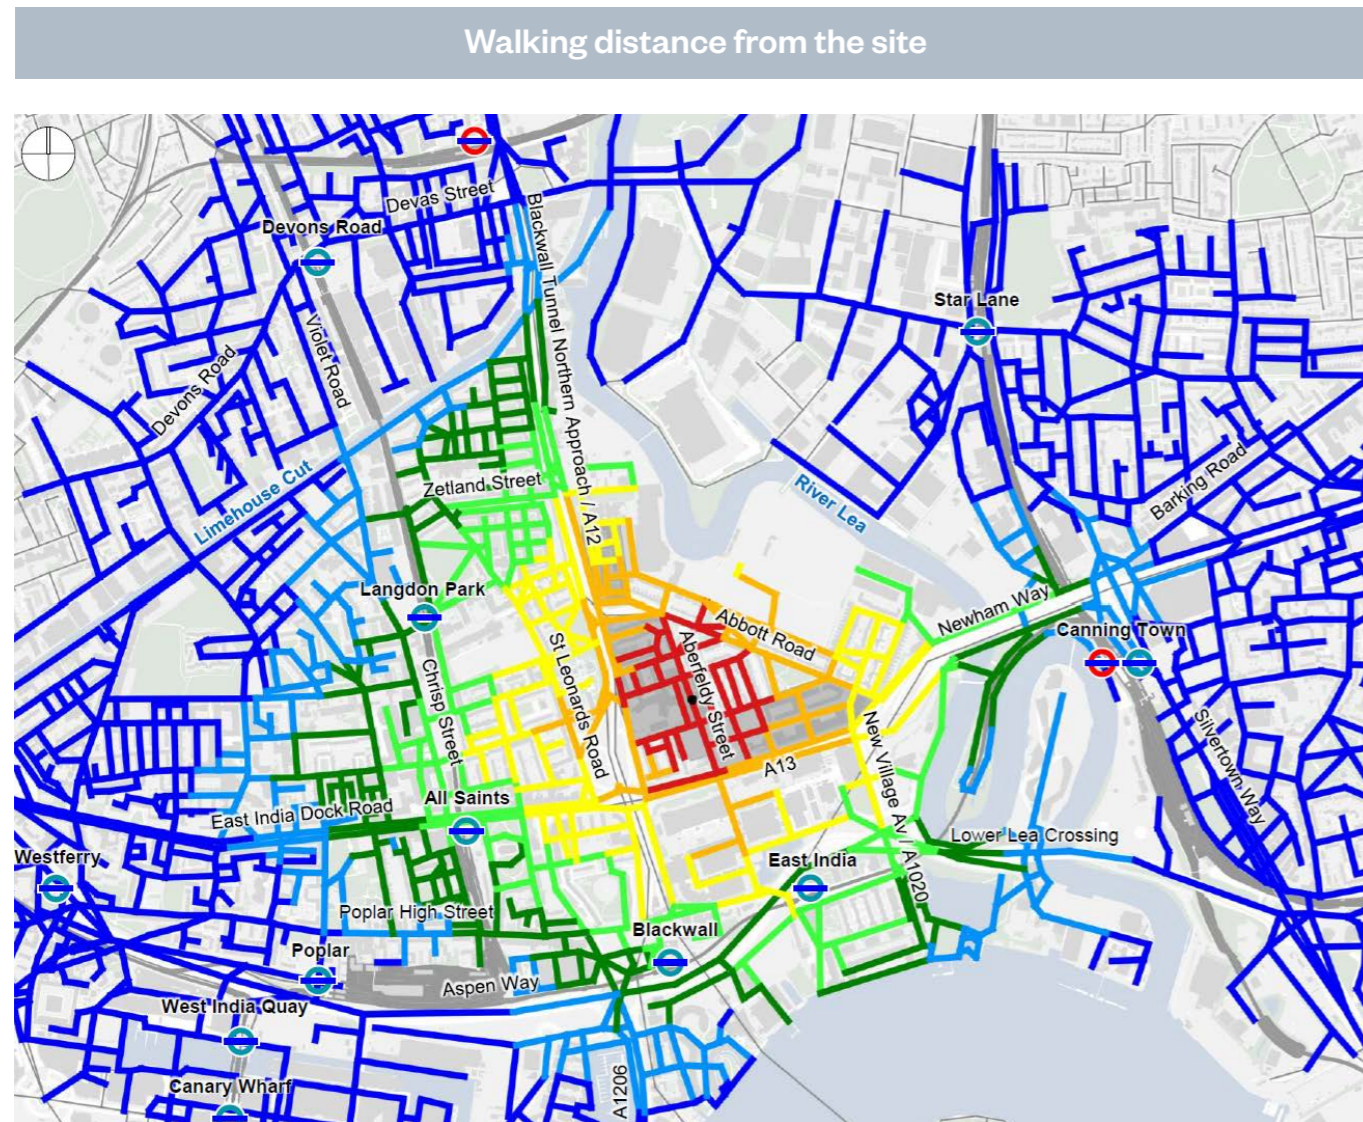 Walking distance from the site
Devas Street
Blackwall Tunnel Northern Approach / A12
Devons Road
Star Lane
Violet Road
Devons Road
Barking Road
Limehouse Cut
Zetland Street
River Lea
Langdon Park
Abbott Road
Newham Way
Canning Town
Aberfeldy Street
St Leonards Road
Chrisp Street
Silvertown Way
New Village Av / A1020
A13
All Saints
East India Dock Road
Lower Lea Crossing
Westferry
East India
Poplar High Street
Blackwall
Poplar
Aspen Way
West India Quay
Canary Wharf
A1206